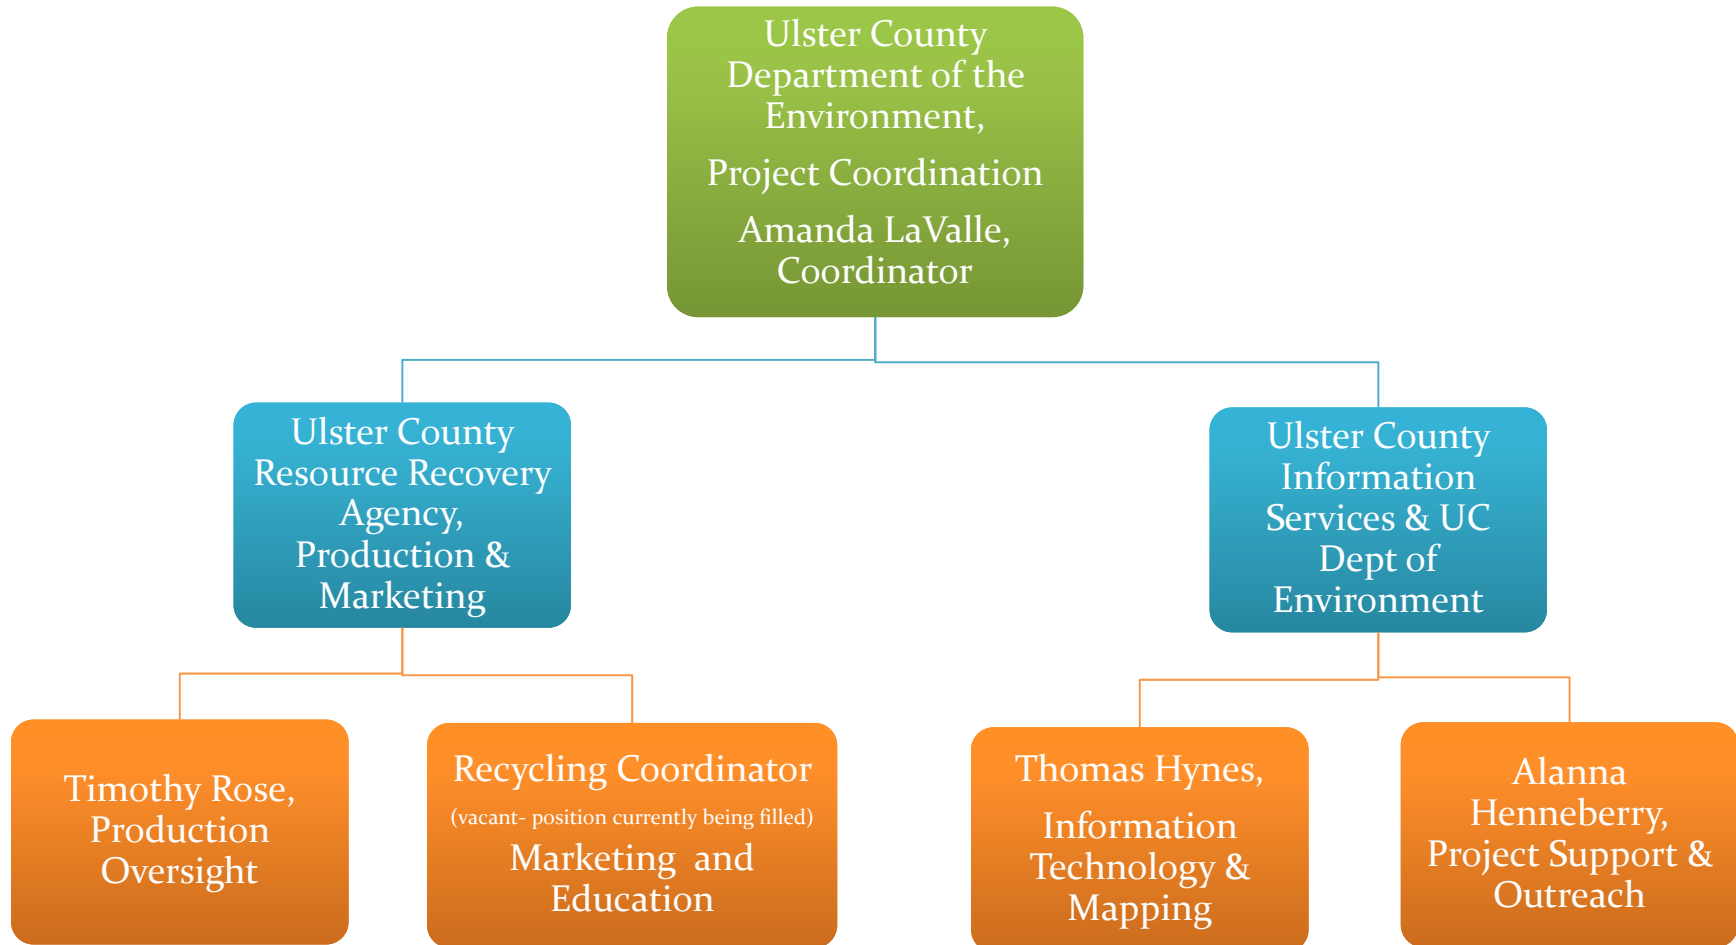 Ulster County
Department of the
Environment,
Project Coordination
Amanda LaValle,
Coordinator
Ulster County
Resource Recovery
Agency,
Production &
Marketing
Ulster County
Information
Services & UC
Dept of
Environment
Timothy Rose,
Production
Oversight
Recycling Coordinator
(vacant- position currently being filled)
Marketing and
Education
Thomas Hynes,
Information
Technology &
Mapping
Alanna
Henneberry,
Project Support &
Outreach